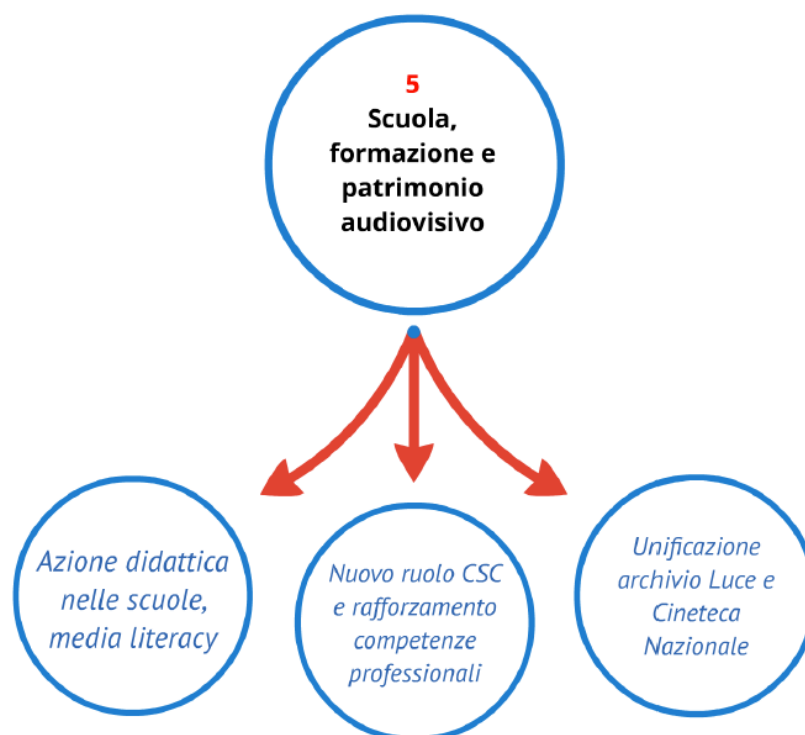 5
Scuola,
formazione e
patrimonio
audiovisivo
Azione didattica
nelle scuole,
media literacy
Nuovo ruolo CSC
e rafforzamento
competenze
professionali
Unificazione
archivio Luce e
Cineteca
Nazionale